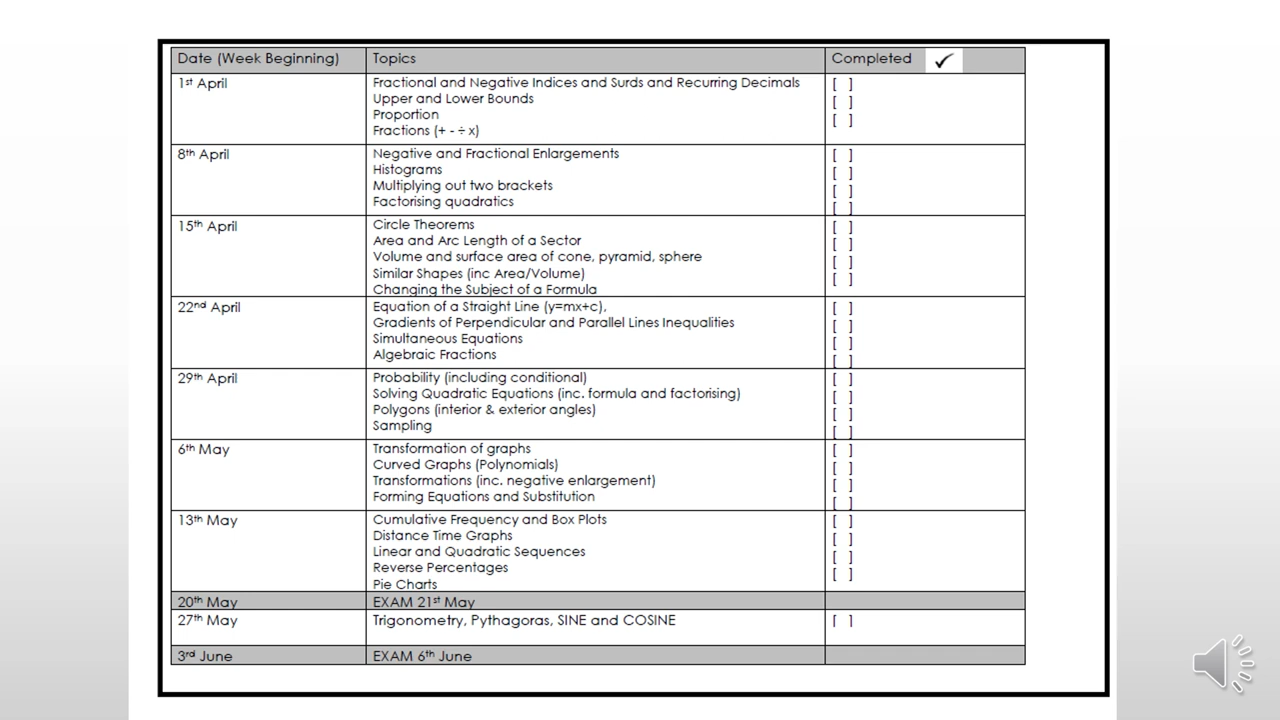 Date (Week Beginning) Topics Completed ✓
1st April Fractional and Negative Indices and Surds and Recurring Decimals [ ]
Upper and Lower Bounds [ ]
Proportion [ ]
Fractions (+ - ÷ x)
8th April Negative and Fractional Enlargements [ ]
Histograms [ ]
Multiplying out two brackets [ ]
Factorising quadratics [ ]
15th April Circle Theorems [ ]
Area and Arc Length of a Sector [ ]
Volume and surface area of cone, pyramid, sphere [ ]
Similar Shapes (inc Area/Volume) [ ]
Changing the Subject of a Formula
22nd April Equation of a Straight Line (y=mx+c), [ ]
Gradients of Perpendicular and Parallel Lines Inequalities [ ]
Simultaneous Equations [ ]
Algebraic Fractions [ ]
29th April Probability (including conditional) [ ]
Solving Quadratic Equations (inc. formula and factorising) [ ]
Polygons (interior & exterior angles) [ ]
Sampling [ ]
6th May Transformation of graphs [ ]
Curved Graphs (Polynomials) [ ]
Transformations (inc. negative enlargement) [ ]
Forming Equations and Substitution [ ]
13th May Cumulative Frequency and Box Plots [ ]
Distance Time Graphs [ ]
Linear and Quadratic Sequences [ ]
Reverse Percentages [ ]
Pie Charts
20th May EXAM 21st May
27th May Trigonometry, Pythagoras, SINE and COSINE [ ]
3rd June EXAM 6th June